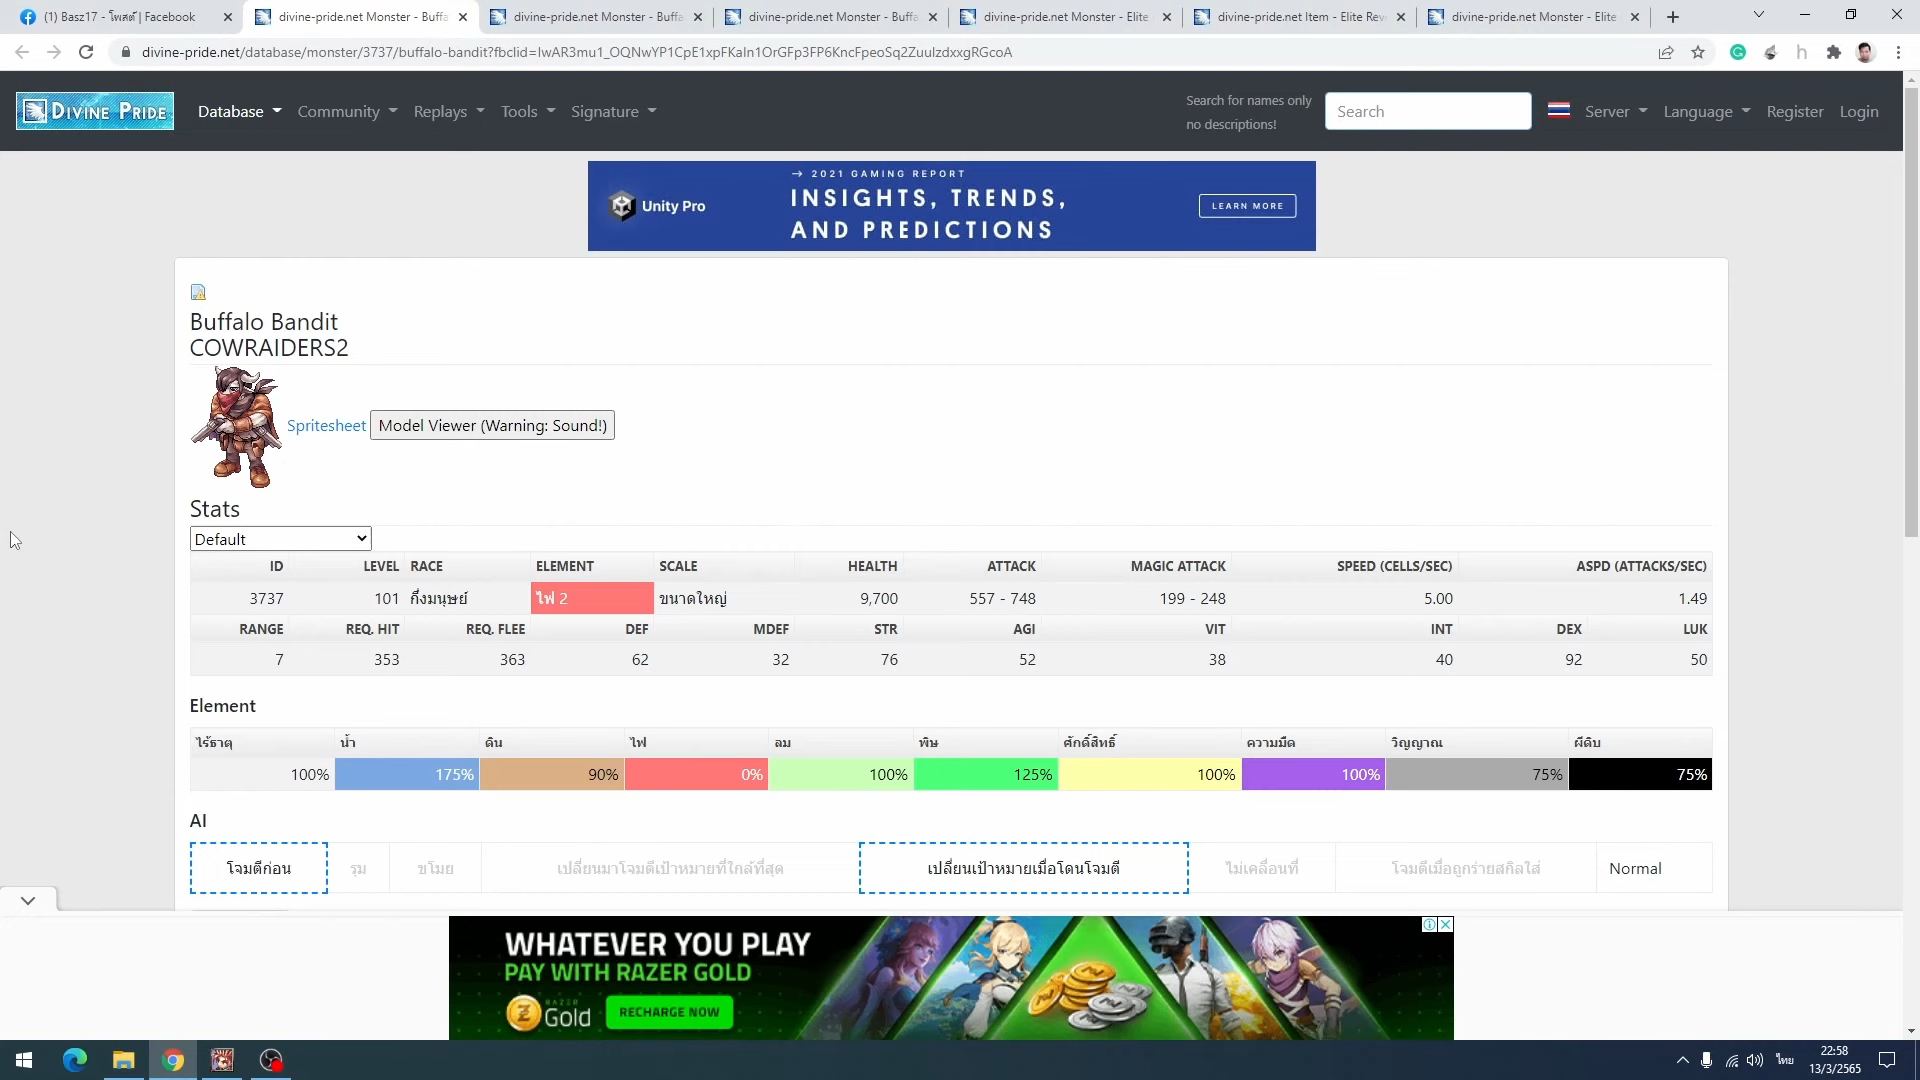 (1) Basz17 - โพสต์ | Facebook
divine-pride.net Monster - Buffa
divine-pride.net Monster - Buffa
divine-pride.net Monster - Buffa
divine-pride.net Monster - Elite
divine-pride.net Item - Elite Rev
divine-pride.net Monster - Elite
divine-pride.net/database/monster/3737/buffalo-bandit?fbclid=IwAR3mu1_OQNwYP1CpE1xpFKaIn1OrGFp3FP6KncFpeoSq2ZuulzdxxgRGcoA
DIVINE PRIDE
Database
Community
Replays
Tools
Signature
Search for names only
no descriptions!
Search
Server
Language
Register
Login
→ 2021 GAMING REPORT
Unity Pro
INSIGHTS, TRENDS,
AND PREDICTIONS
LEARN MORE
Buffalo Bandit
COWRAIDERS2
Spritesheet
Model Viewer (Warning: Sound!)
Stats
Default
ID LEVEL RACE ELEMENT SCALE HEALTH ATTACK MAGIC ATTACK SPEED (CELLS/SEC) ASPD (ATTACKS/SEC)
3737 101 กึ่งมนุษย์ ไฟ 2 ขนาดใหญ่ 9,700 557 - 748 199 - 248 5.00 1.49
RANGE REQ. HIT REQ. FLEE DEF MDEF STR AGI VIT INT DEX LUK
7 353 363 62 32 76 52 38 40 92 50
Element
ไร้ธาตุ น้ำ ดิน ไฟ ลม พิษ ศักดิ์สิทธิ์ ความมืด วิญญาณ ผีดิบ
100% 175% 90% 0% 100% 125% 100% 100% 75% 75%
AI
โจมตีก่อน รุม ขโมย เปลี่ยนมาโจมตีเป้าหมายที่ใกล้ที่สุด เปลี่ยนเป้าหมายเมื่อโดนโจมตี ไม่เคลื่อนที่ โจมตีเมื่อถูกร่ายสกิลใส่ Normal
WHATEVER YOU PLAY
PAY WITH RAZER GOLD
RAZER
Gold
RECHARGE NOW
ไทย
22:58
13/3/2565